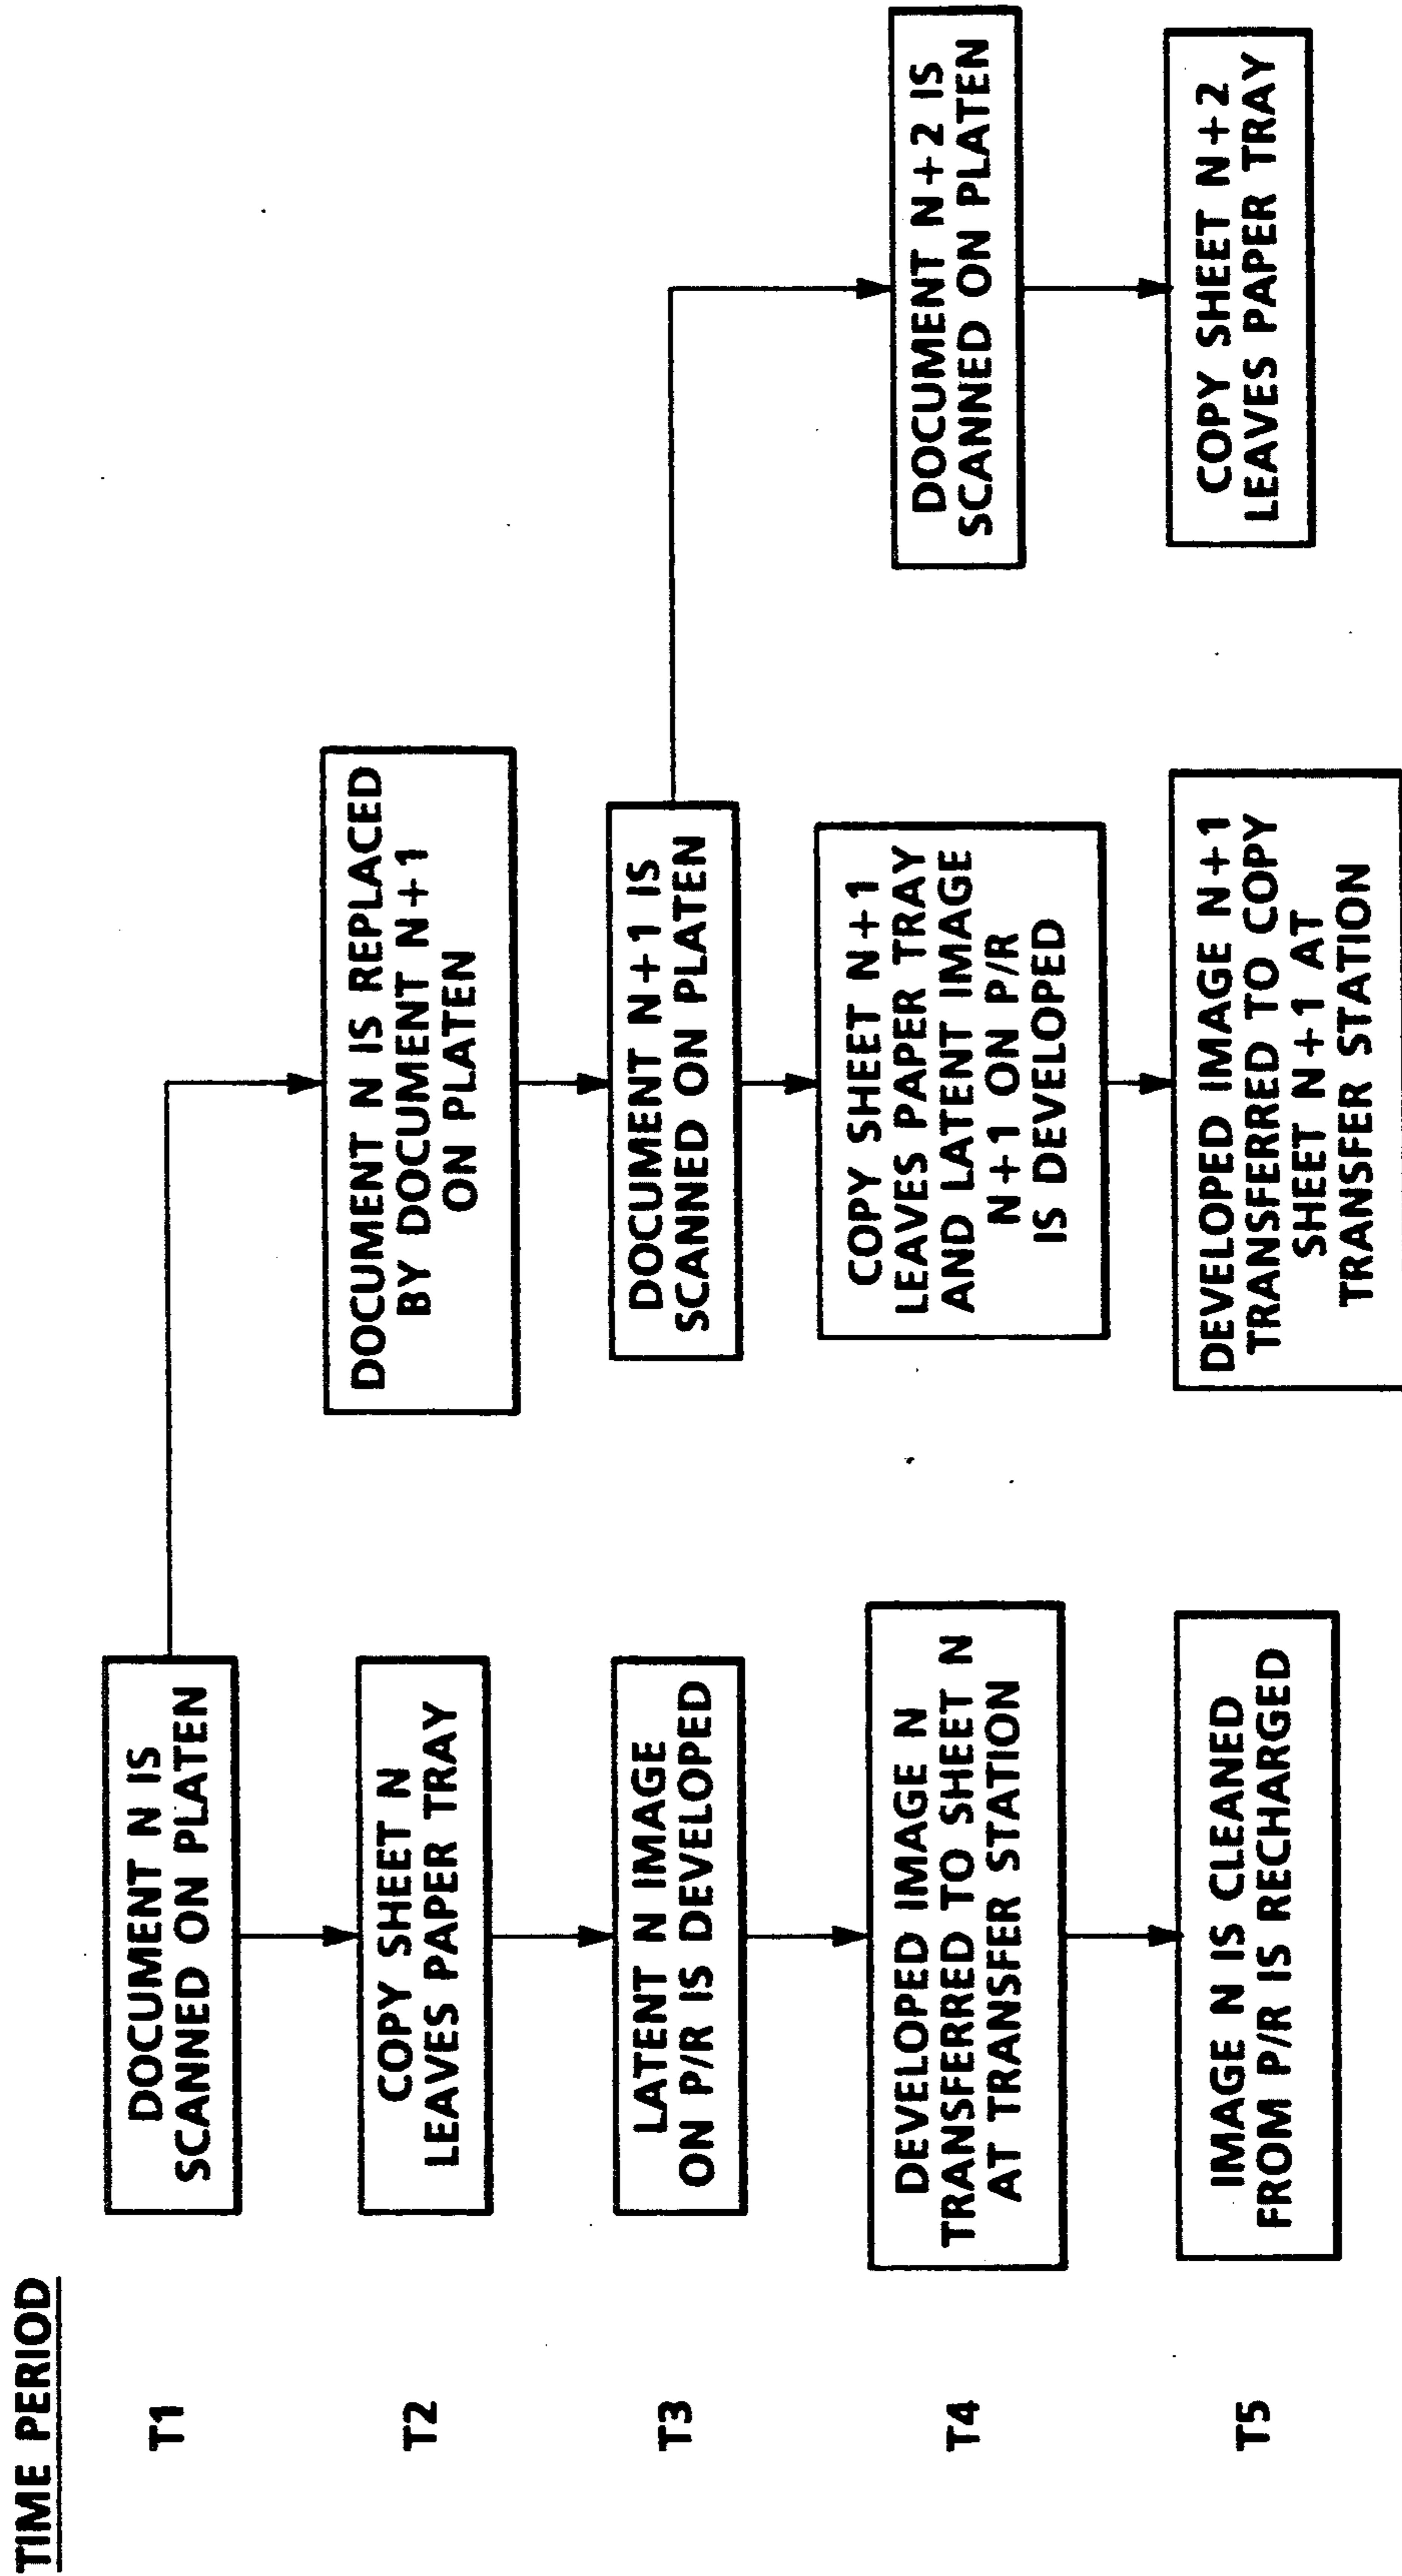 TIME PERIOD
T1
DOCUMENT N IS
SCANNED ON PLATEN
T2
COPY SHEET N
LEAVES PAPER TRAY
DOCUMENT N IS REPLACED
BY DOCUMENT N+1
ON PLATEN
T3
LATENT N IMAGE
ON P/R IS DEVELOPED
DOCUMENT N+1 IS
SCANNED ON PLATEN
T4
DEVELOPED IMAGE N
TRANSFERRED TO SHEET N
AT TRANSFER STATION
COPY SHEET N+1
LEAVES PAPER TRAY
AND LATENT IMAGE
N+1 ON P/R
IS DEVELOPED
DOCUMENT N+2 IS
SCANNED ON PLATEN
T5
IMAGE N IS CLEANED
FROM P/R IS RECHARGED
DEVELOPED IMAGE N+1
TRANSFERRED TO COPY
SHEET N+1 AT
TRANSFER STATION
COPY SHEET N+2
LEAVES PAPER TRAY